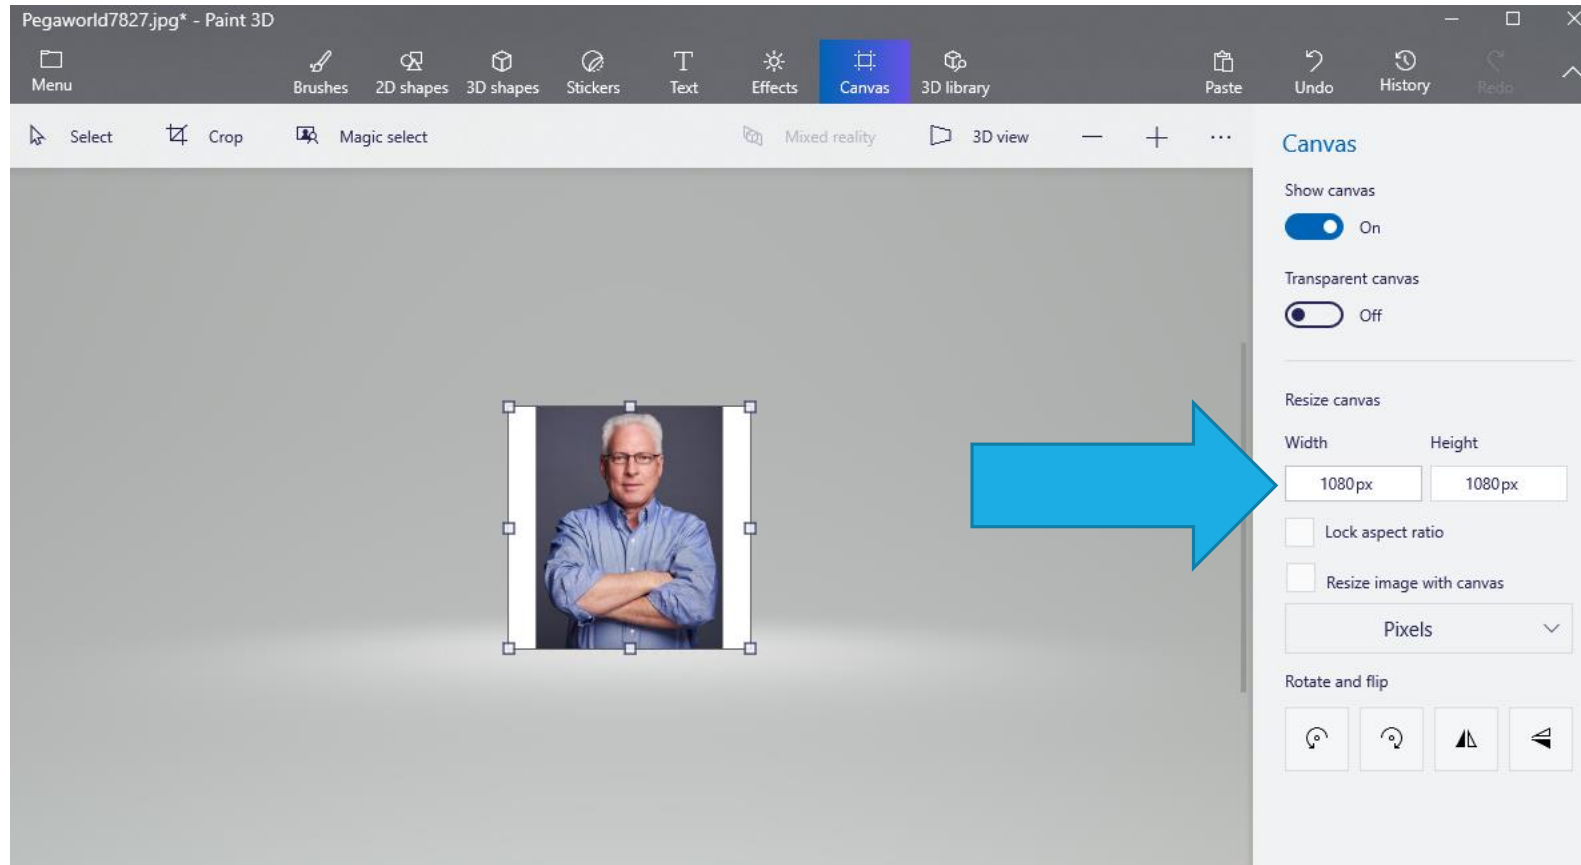 Pegaworld7827.jpg* - Paint 3D
Menu
Brushes 2D shapes 3D shapes Stickers Text Effects Canvas 3D library Paste Undo History Redo
Select Crop Magic select Mixed reality 3D view
Canvas
Show canvas
On
Transparent canvas
Off
Resize canvas
Width Height
1080px 1080px
Lock aspect ratio
Resize image with canvas
Pixels
Rotate and flip